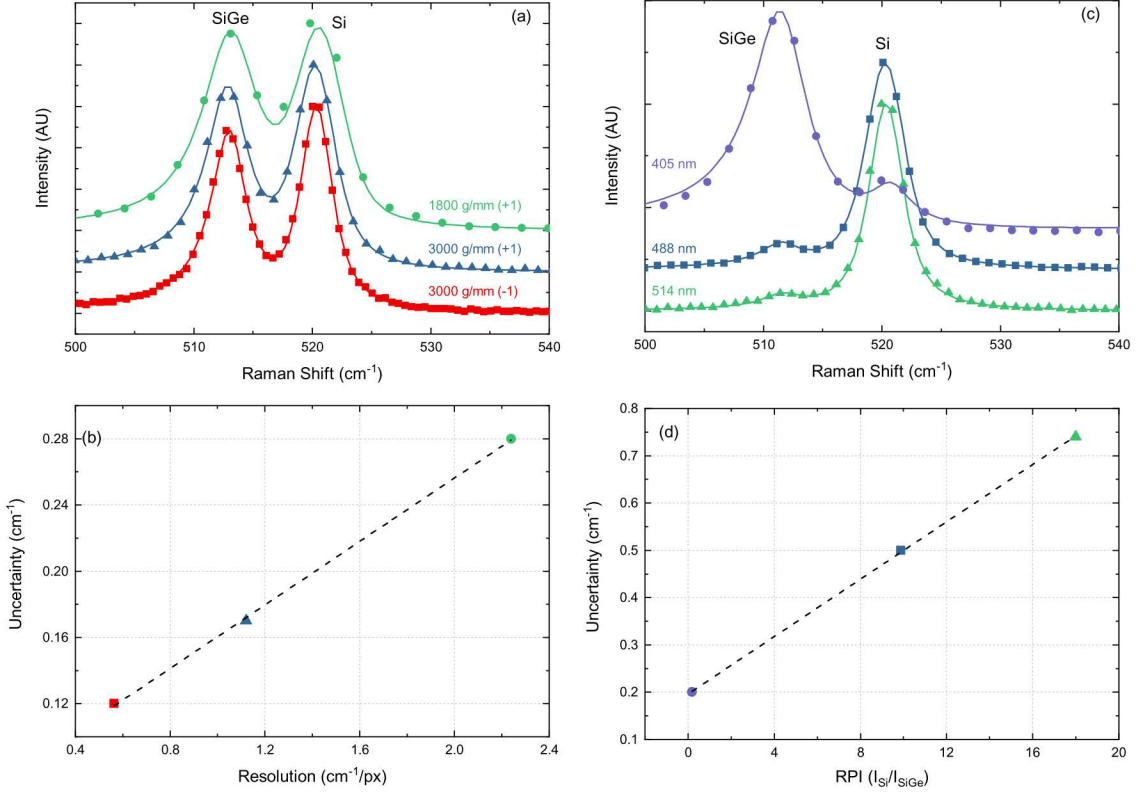 (a)
SiGe
Si
1800 g/mm (+1)
3000 g/mm (+1)
3000 g/mm (-1)
Intensity (AU)
500 510 520 530 540
Raman Shift (cm⁻¹)
(c)
SiGe
Si
405 nm
488 nm
514 nm
Intensity (AU)
500 510 520 530 540
Raman Shift (cm⁻¹)
(b)
0.28
0.24
0.20
0.16
0.12
Uncertainty (cm⁻¹)
0.4 0.8 1.2 1.6 2.0 2.4
Resolution (cm⁻¹/px)
(d)
0.8
0.7
0.6
0.5
0.4
0.3
0.2
0.1
Uncertainty (cm⁻¹)
0 4 8 12 16 20
RPI (I_Si/I_SiGe)